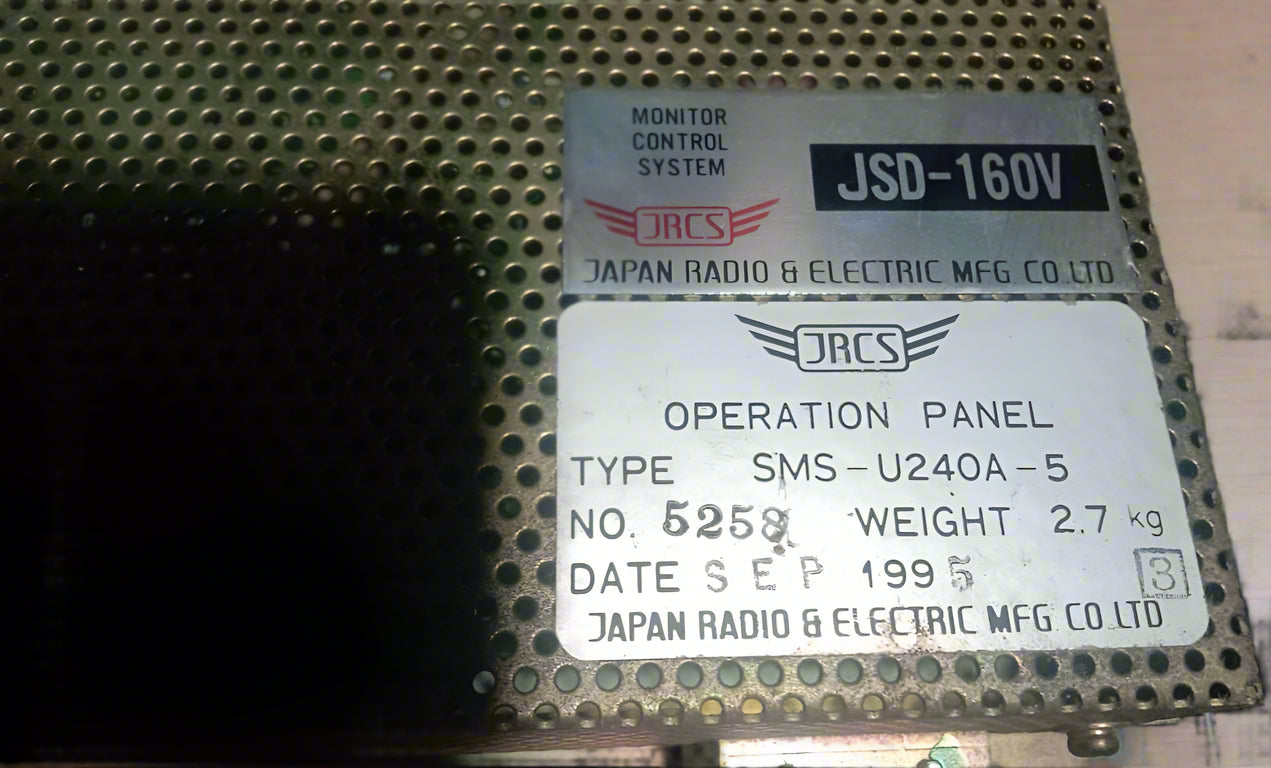 MONITOR
CONTROL
SYSTEM
JSD-160V
JRCS
JAPAN RADIO & ELECTRIC MFG. CO. LTD
JRCS
OPERATION PANEL
TYPE SMS-U240A-5
NO. 5258 WEIGHT 2.7 kg
DATE SEP 1995
3
JAPAN RADIO & ELECTRIC MFG. CO. LTD